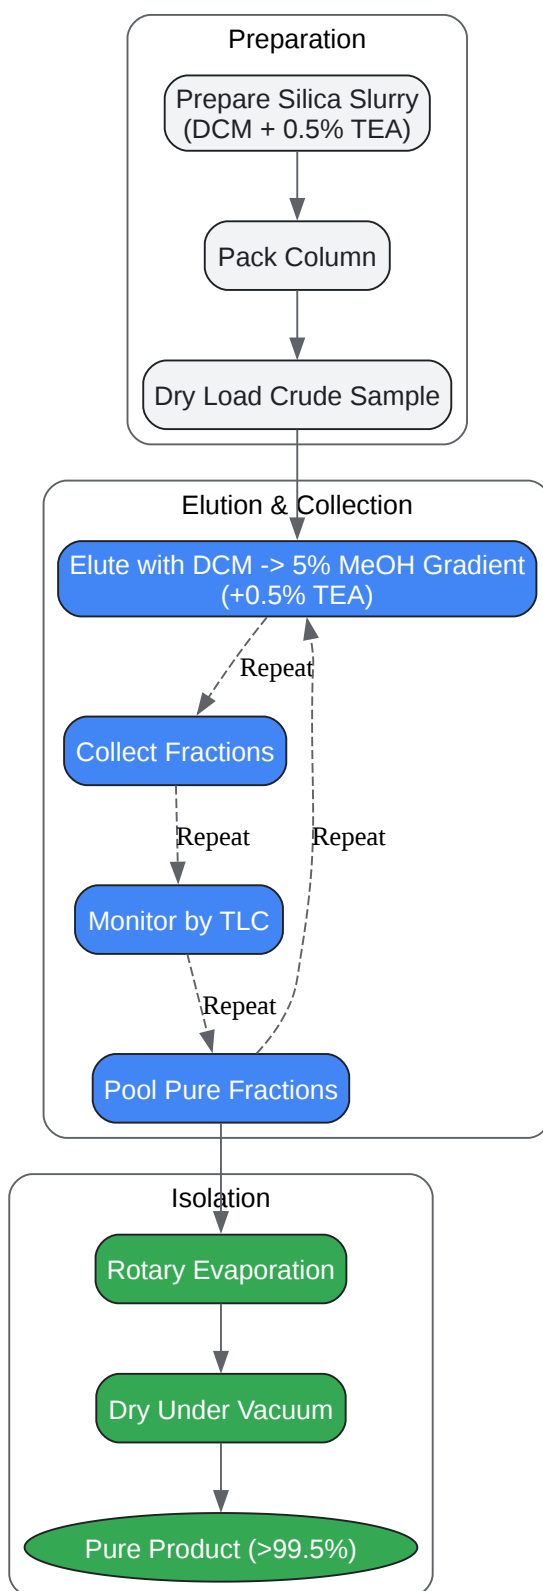 Preparation
Prepare Silica Slurry
(DCM + 0.5% TEA)
Pack Column
Dry Load Crude Sample
Elution & Collection
Elute with DCM -> 5% MeOH Gradient
(+0.5% TEA)
Repeat
Collect Fractions
Repeat
Repeat
Monitor by TLC
Repeat
Pool Pure Fractions
Isolation
Rotary Evaporation
Dry Under Vacuum
Pure Product (>99.5%)